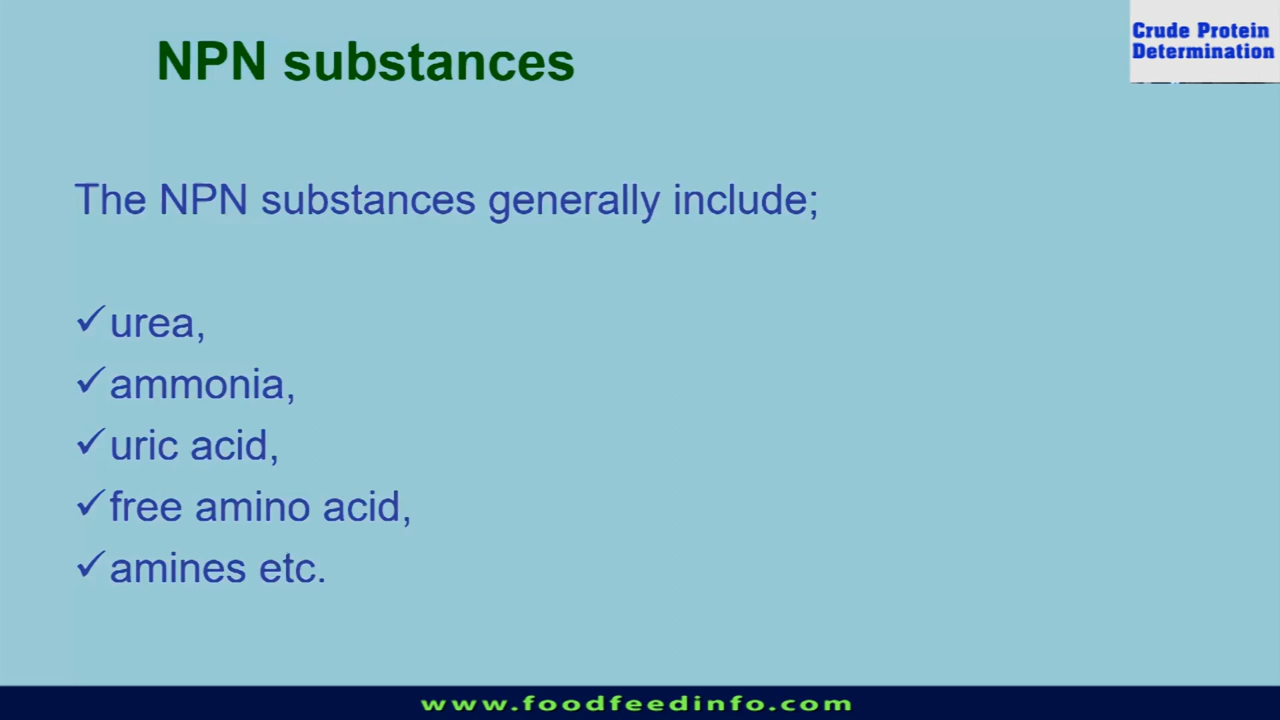 NPN substances
Crude Protein
Determination
The NPN substances generally include;
✓urea,
✓ammonia,
✓uric acid,
✓free amino acid,
✓amines etc.
www.foodfeedinfo.com